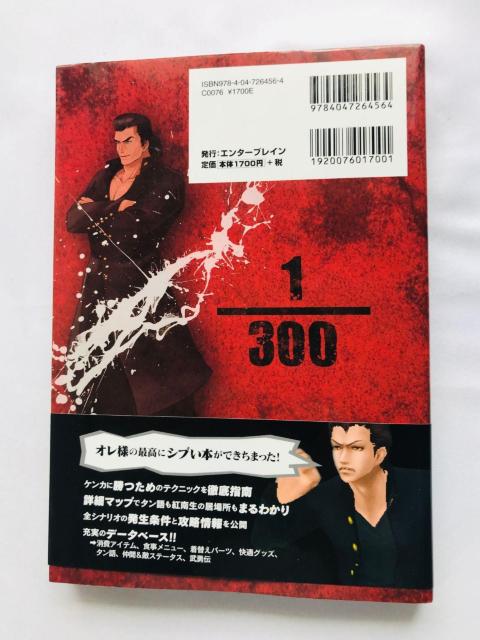 ISBN978-4-04-726456-4
C0076 ¥1700E
9784047264564
発行:エンターブレイン
定価 本体1700円 +税
1920076017001
1
300
オレ様の最高にシブい本ができちまった!
ケンカに勝つためのテクニックを徹底指南
詳細マップでタン語も紅南生の居場所もまるわかり
全シナリオの発生条件と攻略情報を公開
充実のデータベース!!
➡消費アイテム、食事メニュー、着替えパーツ、快適グッズ、
タン語、仲間&敵ステータス、武勇伝